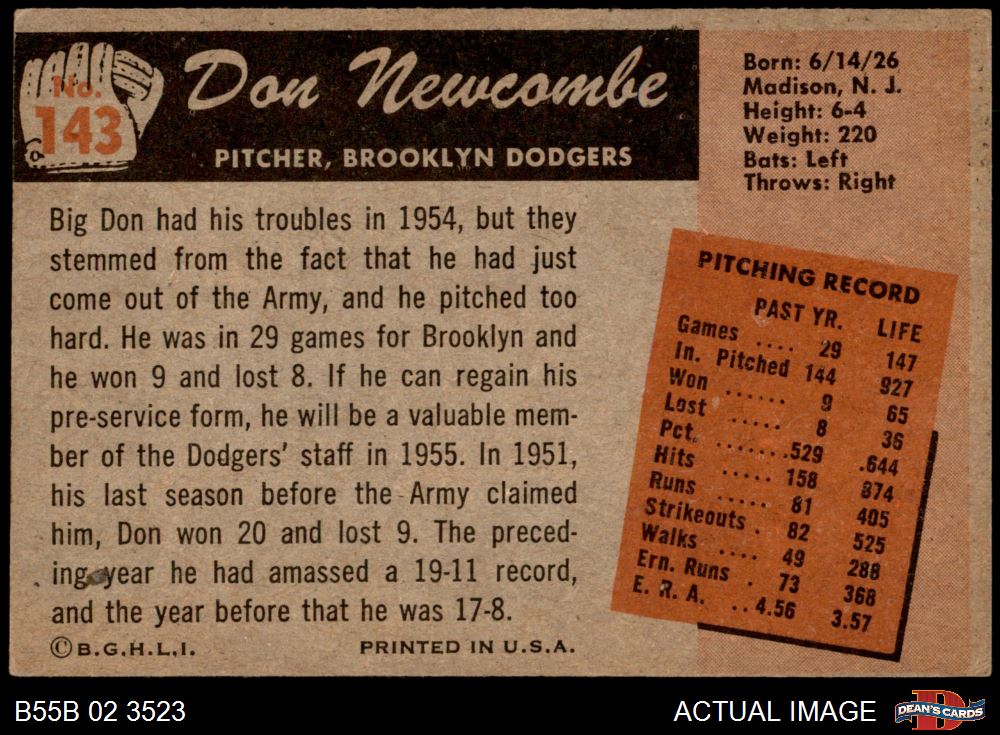 No.
143
Don Newcombe
PITCHER, BROOKLYN DODGERS
Born: 6/14/26
Madison, N. J.
Height: 6-4
Weight: 220
Bats: Left
Throws: Right
Big Don had his troubles in 1954, but they
stemmed from the fact that he had just
come out of the Army, and he pitched too
hard. He was in 29 games for Brooklyn and
he won 9 and lost 8. If he can regain his
pre-service form, he will be a valuable mem-
ber of the Dodgers' staff in 1955. In 1951,
his last season before the Army claimed
him, Don won 20 and lost 9. The preced-
ing year he had amassed a 19-11 record,
and the year before that he was 17-8.
©B.G.H.L.I. PRINTED IN U.S.A.
PITCHING RECORD
PAST YR. LIFE
Games .... 29 147
In. Pitched 144 927
Won ...... 9 65
Lost ..... 8 36
Pct. .......529 .644
Hits ..... 158 874
Runs ..... 81 405
Strikeouts . 82 525
Walks .... 49 288
Ern. Runs . 73 368
E. R. A. ..4.56 3.57
B55B 02 3523
ACTUAL IMAGE
DEAN'S CARDS